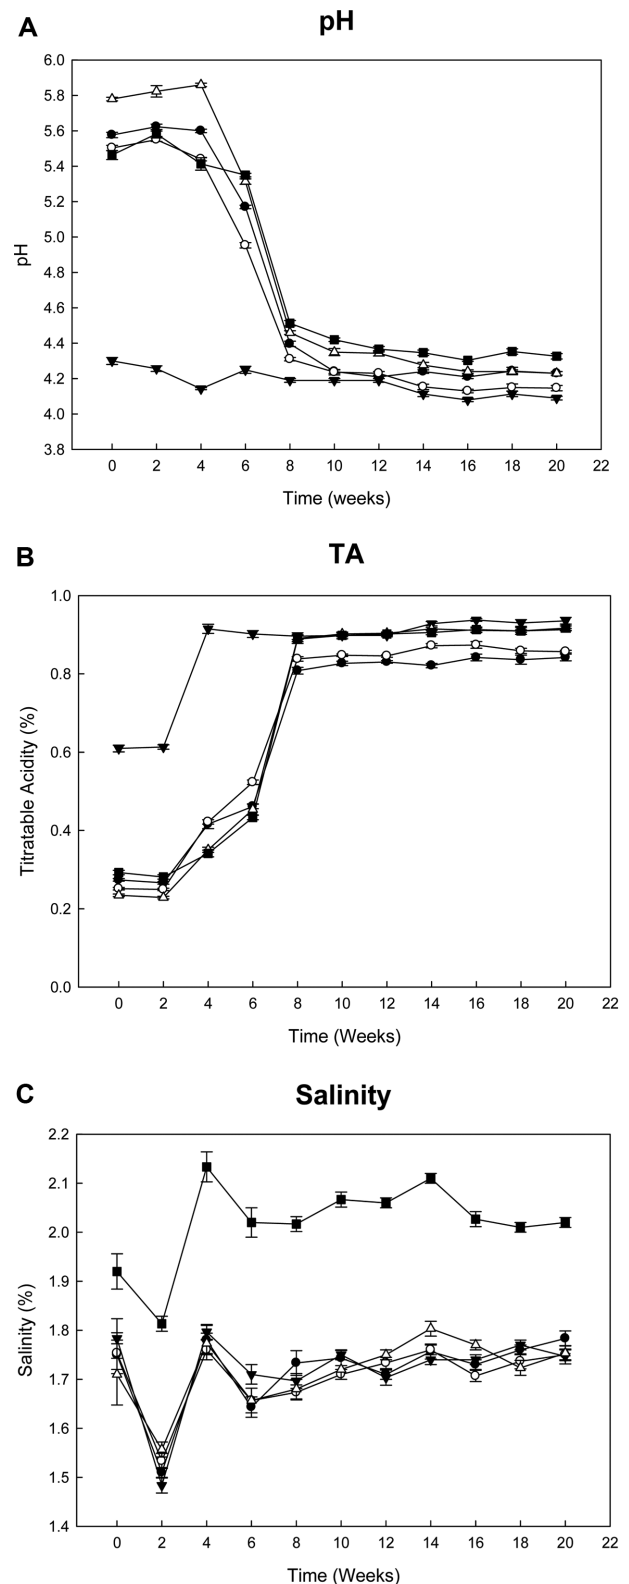 A
pH
6.0
5.8
5.6
5.4
5.2
5.0
4.8
4.6
4.4
4.2
4.0
3.8
pH
0 2 4 6 8 10 12 14 16 18 20 22
Time (weeks)
B
TA
1.0
0.8
0.6
0.4
0.2
0.0
Titratable Acidity (%)
0 2 4 6 8 10 12 14 16 18 20 22
Time (Weeks)
C
Salinity
2.2
2.1
2.0
1.9
1.8
1.7
1.6
1.5
1.4
Salinity (%)
0 2 4 6 8 10 12 14 16 18 20 22
Time (Weeks)